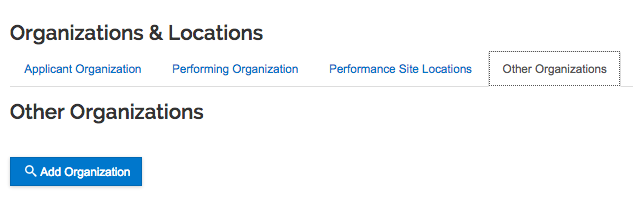 Organizations & Locations
Applicant Organization Performing Organization Performance Site Locations Other Organizations
Other Organizations
Add Organization